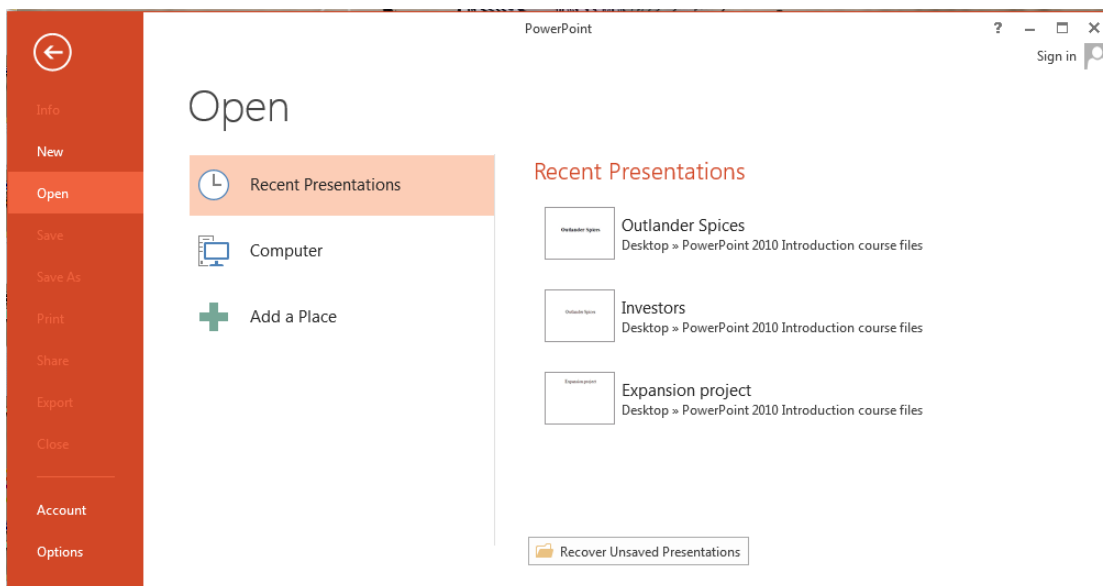 PowerPoint
?
Sign in
Info
New
Open
Save
Save As
Print
Share
Export
Close
Account
Options
Open
Recent Presentations
Computer
Add a Place
Recent Presentations
Outlander Spices
Outlander Spices
Desktop » PowerPoint 2010 Introduction course files
Outlander Spices
Investors
Desktop » PowerPoint 2010 Introduction course files
Expansion project
Expansion project
Desktop » PowerPoint 2010 Introduction course files
Recover Unsaved Presentations